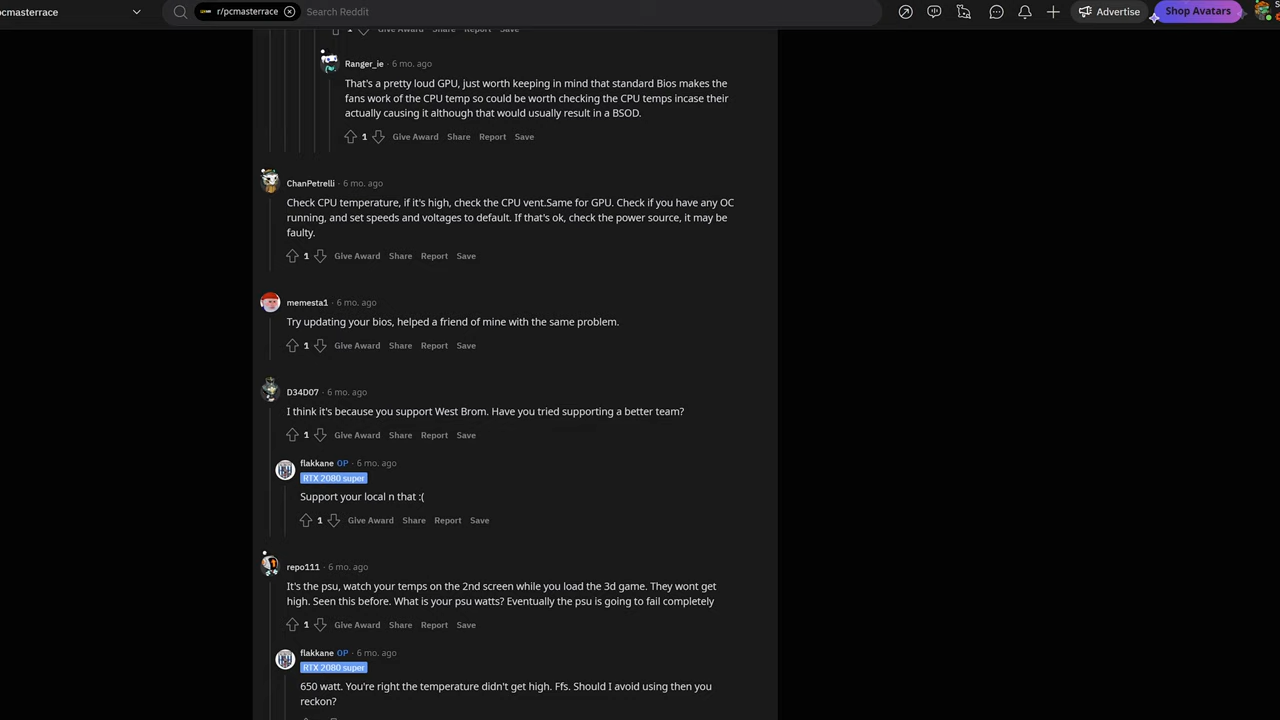 cmasterrace
r/pcmasterrace
Search Reddit
Advertise
Shop Avatars
1 Give Award Share Report Save
Ranger_ie · 6 mo. ago
That's a pretty loud GPU, just worth keeping in mind that standard Bios makes the
fans work of the CPU temp so could be worth checking the CPU temps incase their
actually causing it although that would usually result in a BSOD.
1 Give Award Share Report Save
ChanPetrelli · 6 mo. ago
Check CPU temperature, if it's high, check the CPU vent.Same for GPU. Check if you have any OC
running, and set speeds and voltages to default. If that's ok, check the power source, it may be
faulty.
1 Give Award Share Report Save
memesta1 · 6 mo. ago
Try updating your bios, helped a friend of mine with the same problem.
1 Give Award Share Report Save
D34D07 · 6 mo. ago
I think it's because you support West Brom. Have you tried supporting a better team?
1 Give Award Share Report Save
flakkane OP · 6 mo. ago
RTX 2080 super
Support your local n that :(
1 Give Award Share Report Save
repo111 · 6 mo. ago
It's the psu, watch your temps on the 2nd screen while you load the 3d game. They wont get
high. Seen this before. What is your psu watts? Eventually the psu is going to fail completely
1 Give Award Share Report Save
flakkane OP · 6 mo. ago
RTX 2080 super
650 watt. You're right the temperature didn't get high. Ffs. Should I avoid using then you
reckon?